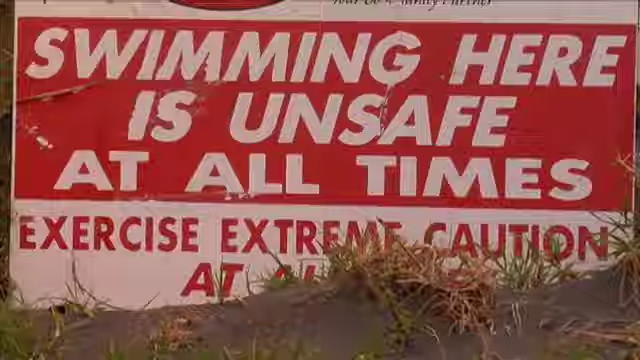 SWIMMING HERE
IS UNSAFE
AT ALL TIMES
EXERCISE EXTREME CAUTION
AT